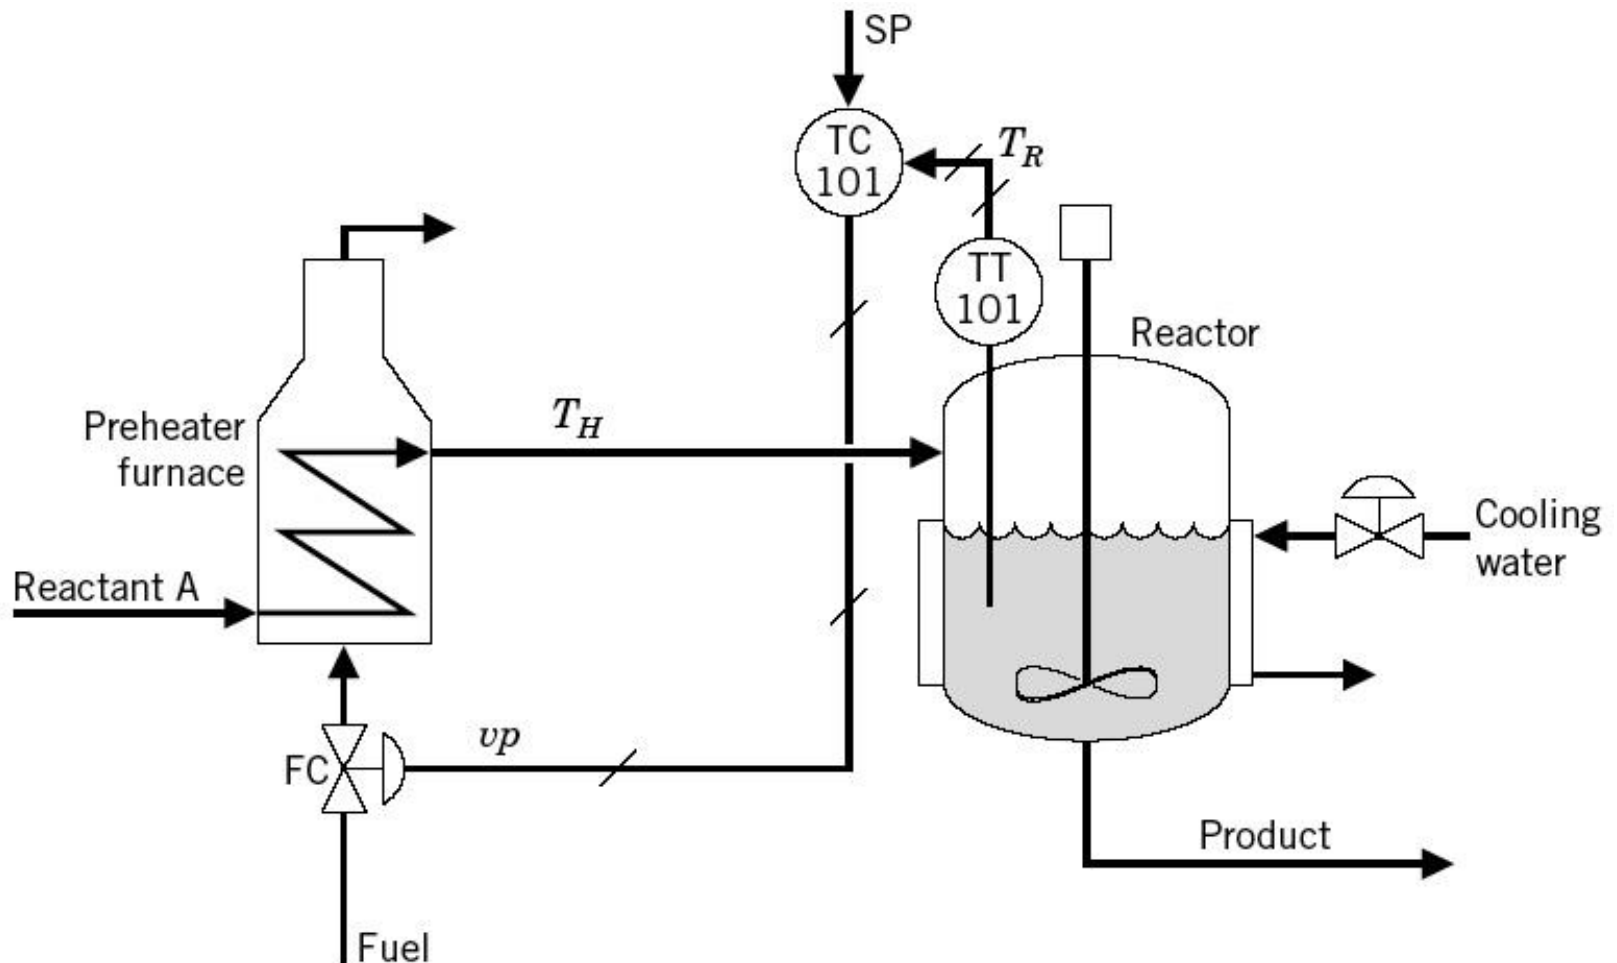 SP
TC
101
T_R
TT
101
Reactor
Preheater
furnace
T_H
Cooling
water
Reactant A
vp
FC
Product
Fuel